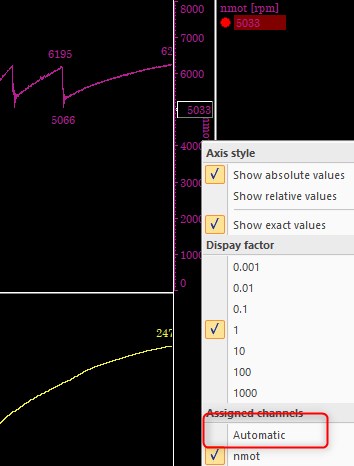 8000
nmot [rpm]
5033
7000
6195
62
6000
5066
5033
4000
3000
2000
1000
0
Axis style
Show absolute values
Show relative values
Show exact values
Dispay factor
0.001
0.01
0.1
1
10
100
1000
247
Assigned channels
Automatic
nmot